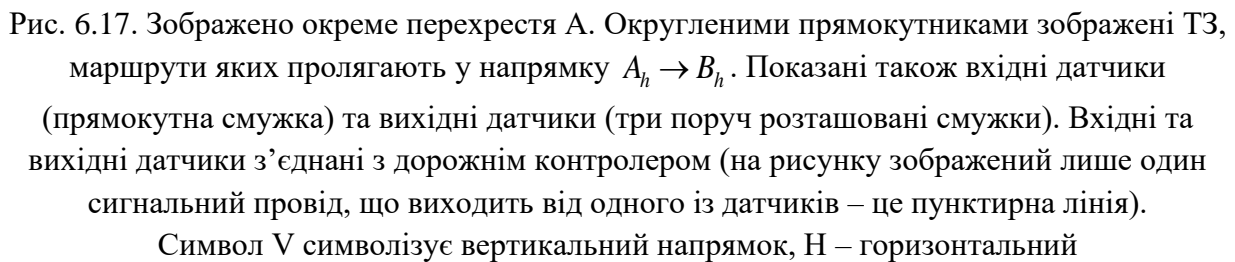 Рис. 6.17. Зображено окреме перехрестя А. Округленими прямокутниками зображені ТЗ,
маршрути яких пролягають у напрямку A_h → B_h. Показані також вхідні датчики
(прямокутна смужка) та вихідні датчики (три поруч розташовані смужки). Вхідні та
вихідні датчики з’єднані з дорожнім контролером (на рисунку зображений лише один
сигнальний провід, що виходить від одного із датчиків – це пунктирна лінія).
Символ V символізує вертикальний напрямок, H – горизонтальний